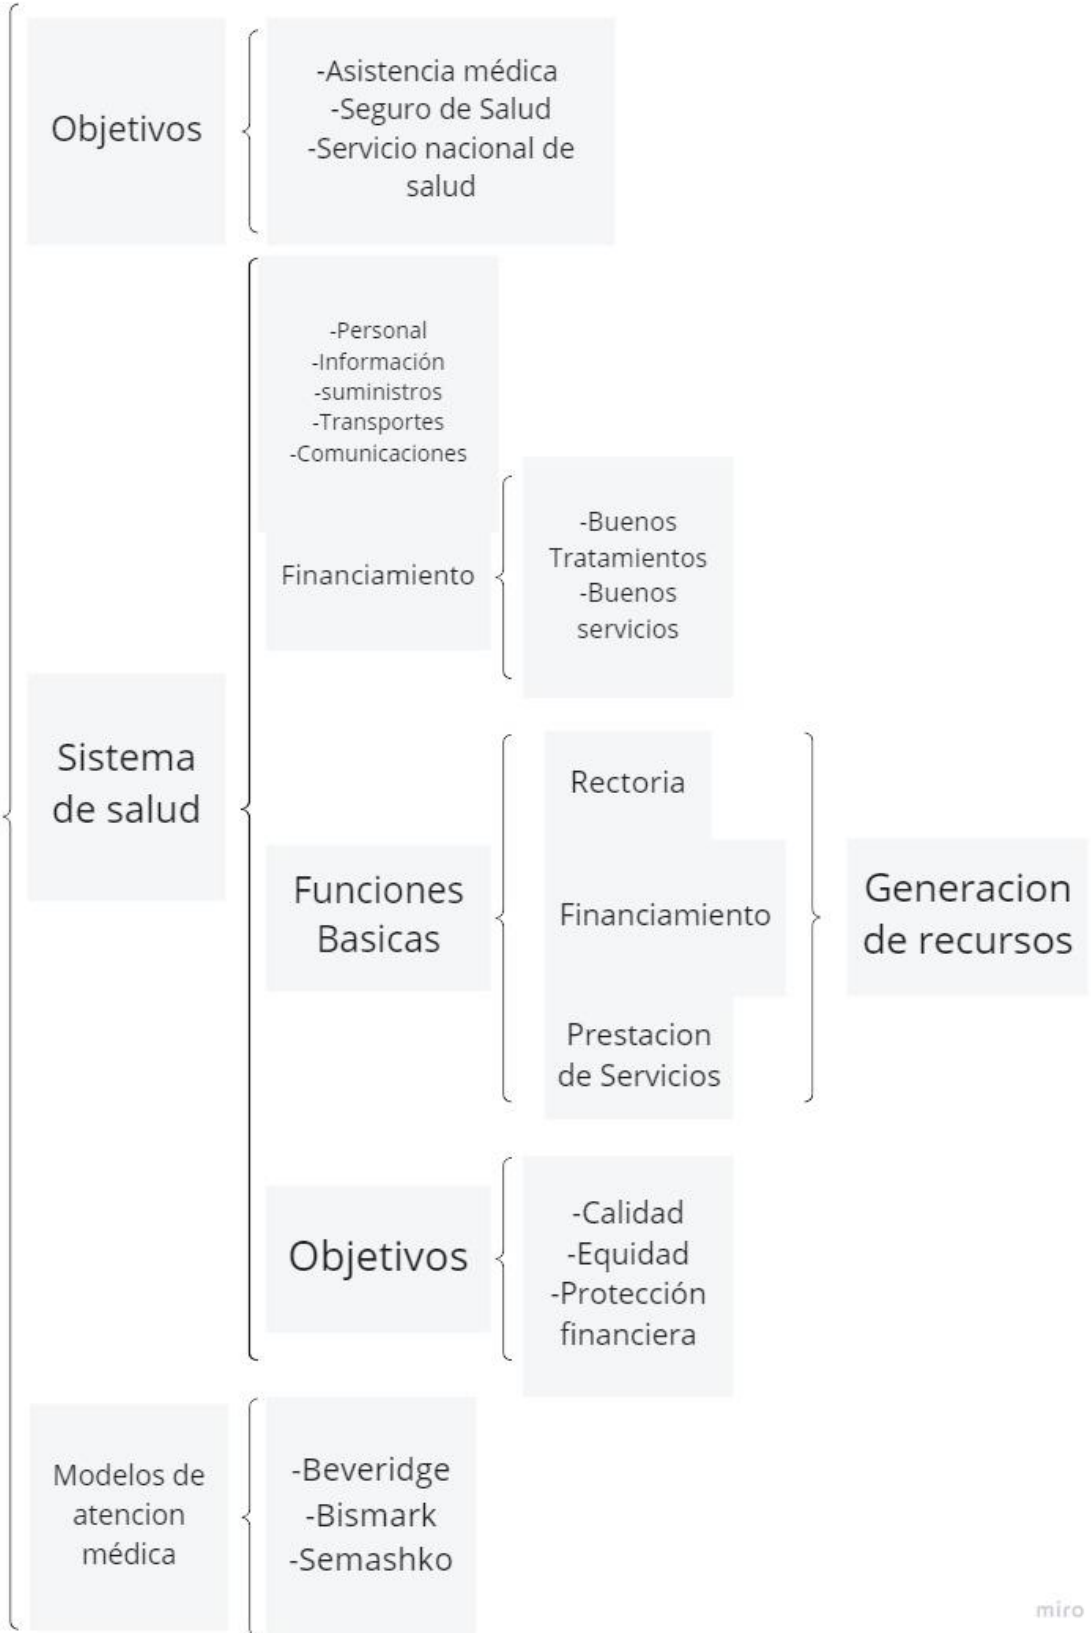 Objetivos
-Asistencia médica
-Seguro de Salud
-Servicio nacional de
salud
Sistema
de salud
-Personal
-Información
-suministros
-Transportes
-Comunicaciones
Financiamiento
-Buenos
Tratamientos
-Buenos
servicios
Funciones
Basicas
Rectoria
Financiamiento
Prestacion
de Servicios
Generacion
de recursos
Objetivos
-Calidad
-Equidad
-Protección
financiera
Modelos de
atencion
médica
-Beveridge
-Bismark
-Semashko
miro